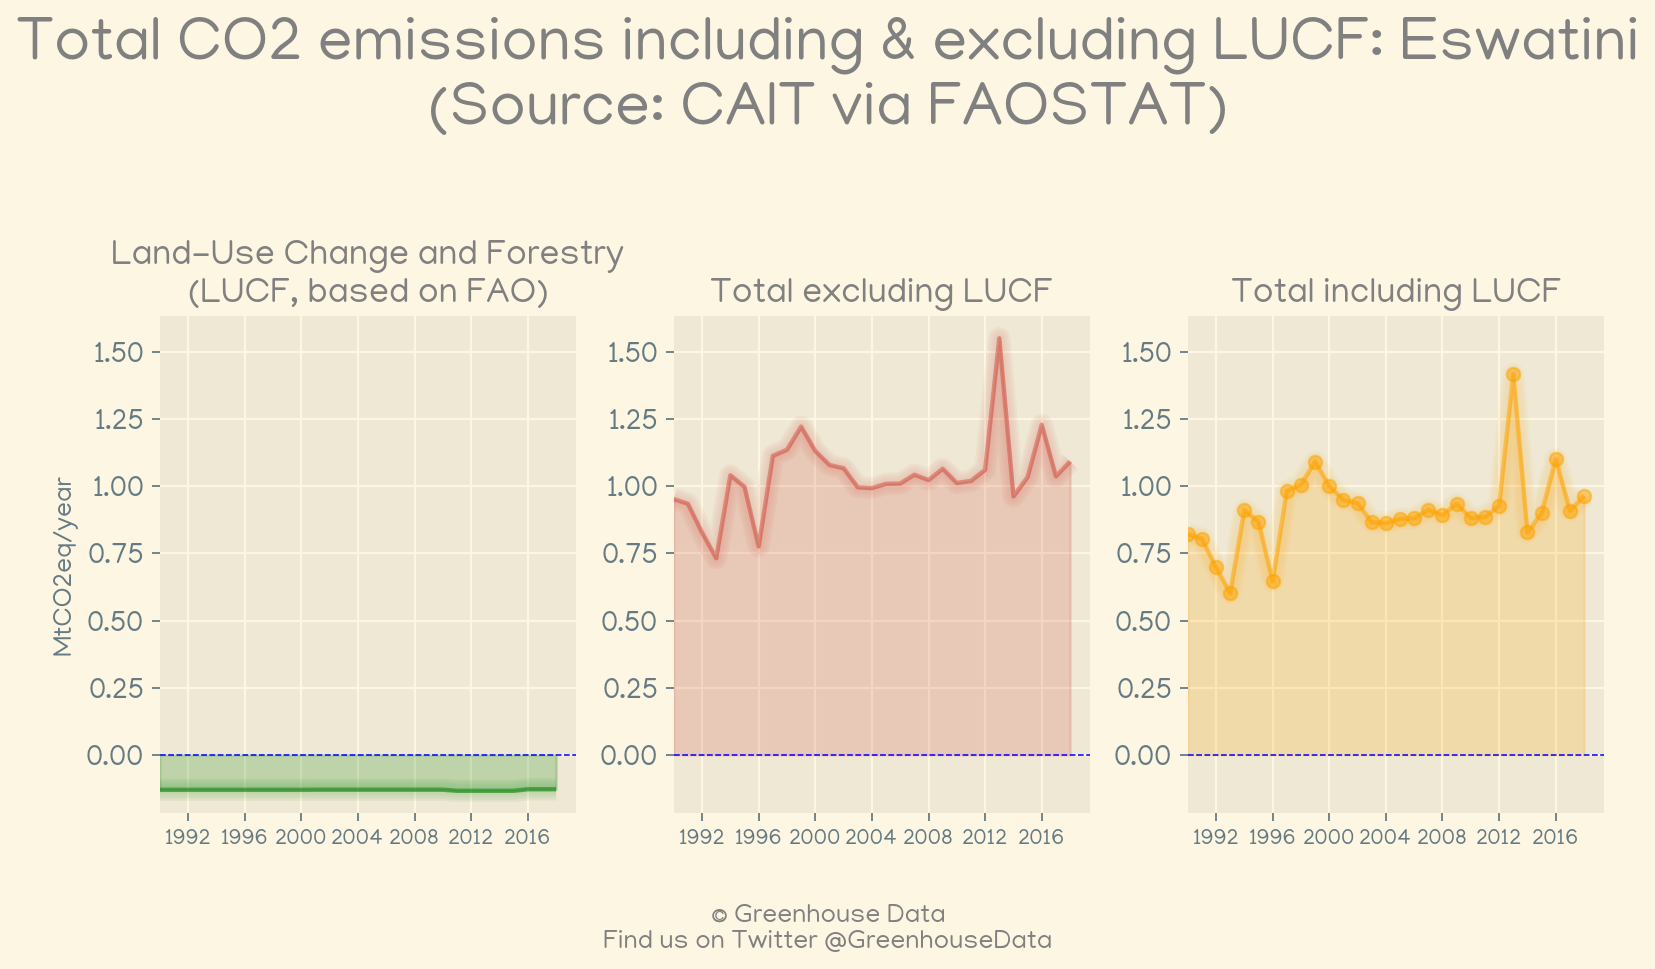 Total CO2 emissions including & excluding LUCF: Eswatini
(Source: CAIT via FAOSTAT)
Land-Use Change and Forestry
(LUCF, based on FAO)
MtCO2eq/year
1.50
1.25
1.00
0.75
0.50
0.25
0.00
1992 1996 2000 2004 2008 2012 2016
Total excluding LUCF
1.50
1.25
1.00
0.75
0.50
0.25
0.00
1992 1996 2000 2004 2008 2012 2016
Total including LUCF
1.50
1.25
1.00
0.75
0.50
0.25
0.00
1992 1996 2000 2004 2008 2012 2016
© Greenhouse Data
Find us on Twitter @GreenhouseData